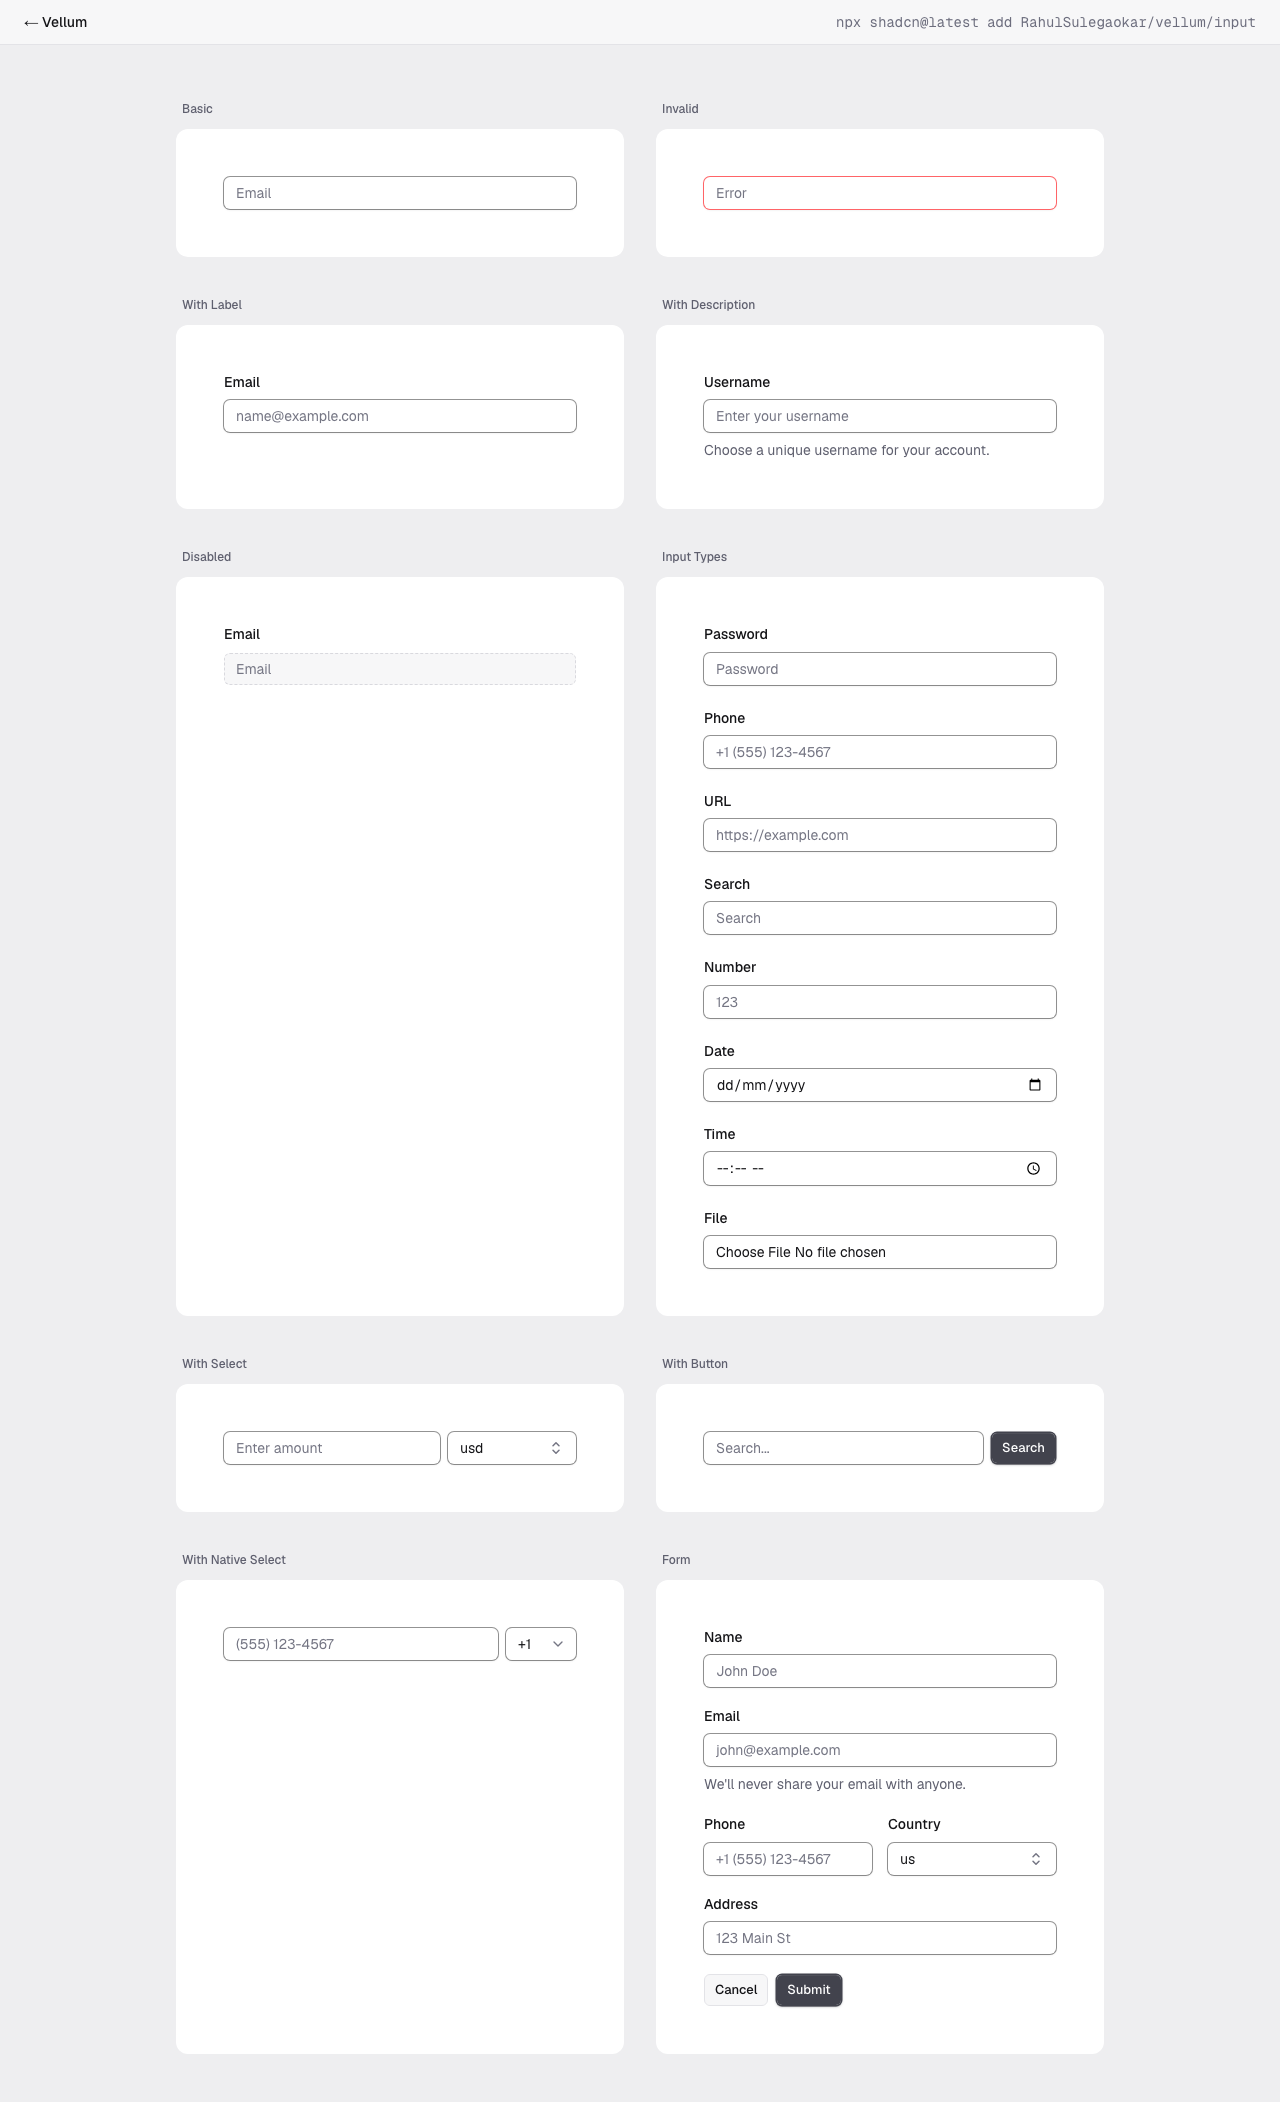 ← Vellum
npx shadcn@latest add RahulSulegaokar/vellum/input
Basic
Email
Invalid
Error
With Label
Email
name@example.com
With Description
Username
Enter your username
Choose a unique username for your account.
Disabled
Email
Email
Input Types
Password
Password
Phone
+1 (555) 123-4567
URL
https://example.com
Search
Search
Number
123
Date
dd/mm/yyyy
Time
--:-- --
File
Choose File No file chosen
With Select
Enter amount
usd
With Button
Search...
Search
With Native Select
(555) 123-4567
+1
Form
Name
John Doe
Email
john@example.com
We'll never share your email with anyone.
Phone
Country
+1 (555) 123-4567
us
Address
123 Main St
Cancel
Submit